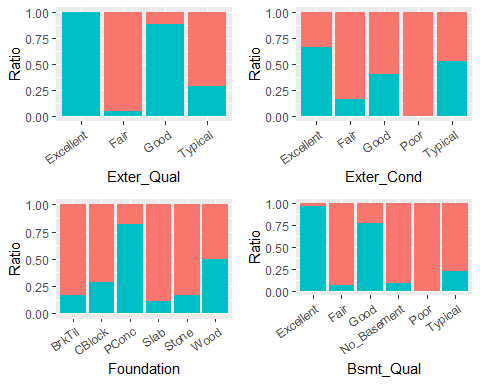 1.00
0.75
0.50
0.25
0.00
Ratio
Excellent
Fair
Good
Typical
Exter_Qual
1.00
0.75
0.50
0.25
0.00
Ratio
Excellent
Fair
Good
Poor
Typical
Exter_Cond
1.00
0.75
0.50
0.25
0.00
Ratio
BrkTil
CBlock
PConc
Slab
Stone
Wood
Foundation
1.00
0.75
0.50
0.25
0.00
Ratio
Excellent
Fair
Good
No_Basement
Poor
Typical
Bsmt_Qual